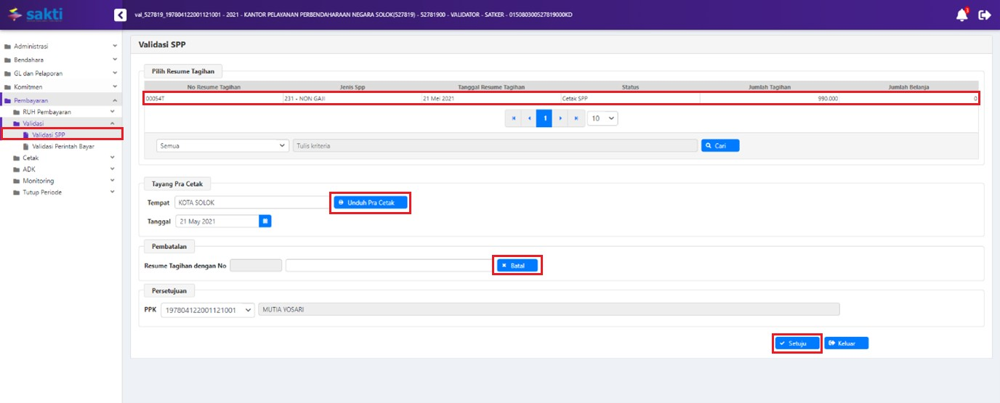 sakti
val_527819_197804122001121001 - 2021 - KANTOR PELAYANAN PERBENDAHARAAN NEGARA SOLOK(527819) - 52781900 - VALIDATOR - SATKER - 015080300527819000KD
3
Administrasi
Bendahara
GL dan Pelaporan
Komitmen
Pembayaran
RUH Pembayaran
Validasi
Validasi SPP
Validasi Perintah Bayar
Cetak
ADK
Monitoring
Tutup Periode
Validasi SPP
Pilih Resume Tagihan
No Resume Tagihan Jenis Spp Tanggal Resume Tagihan Status Jumlah Tagihan Jumlah Belanja
00054T 231 - NON GAJI 21 Mei 2021 Cetak SPP 990.000 0
1 10
Semua Tulis kriteria Cari
Tayang Pra Cetak
Tempat KOTA SOLOK Unduh Pra Cetak
Tanggal 21 May 2021
Pembatalan
Resume Tagihan dengan No Batal
Persetujuan
PPK 197804122001121001 MUTIA YOSARI
Setuju Keluar